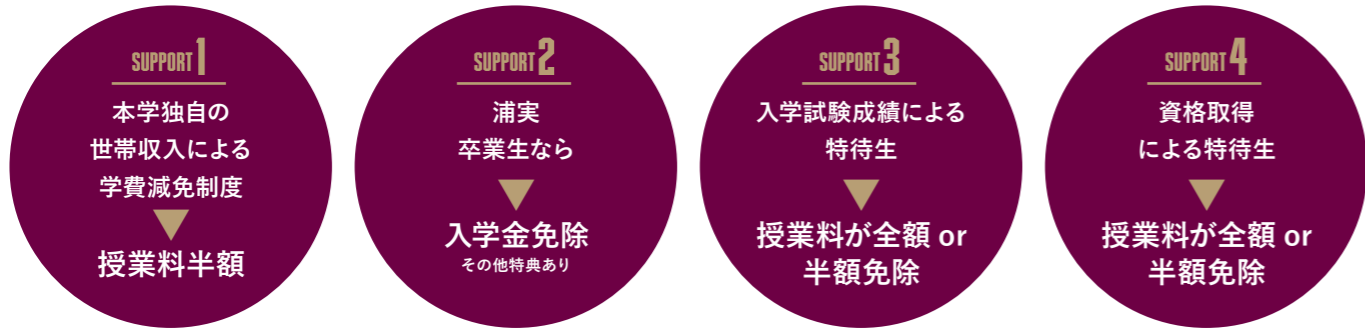 SUPPORT 1
本学独自の
世帯収入による
学費減免制度
授業料半額
SUPPORT 2
浦実
卒業生なら
入学金免除
その他特典あり
SUPPORT 3
入学試験成績による
特待生
授業料が全額 or
半額免除
SUPPORT 4
資格取得
による特待生
授業料が全額 or
半額免除